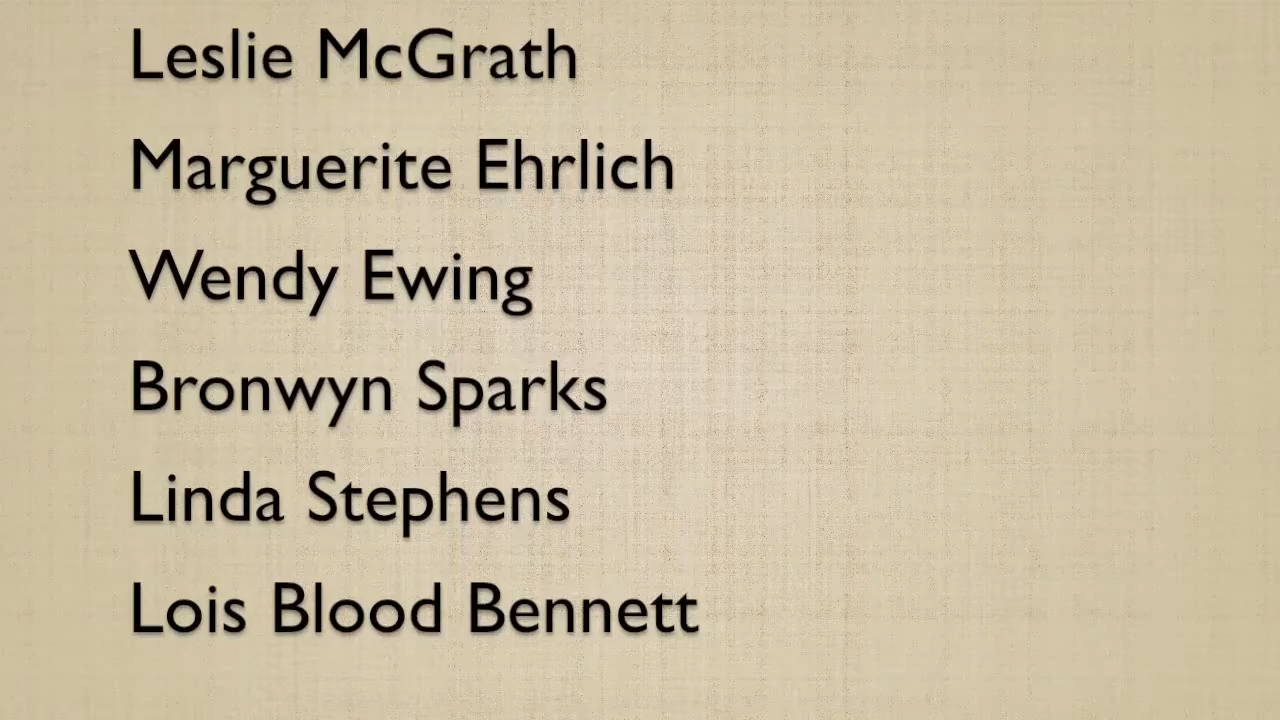 Leslie McGrath
Marguerite Ehrlich
Wendy Ewing
Bronwyn Sparks
Linda Stephens
Lois Blood Bennett